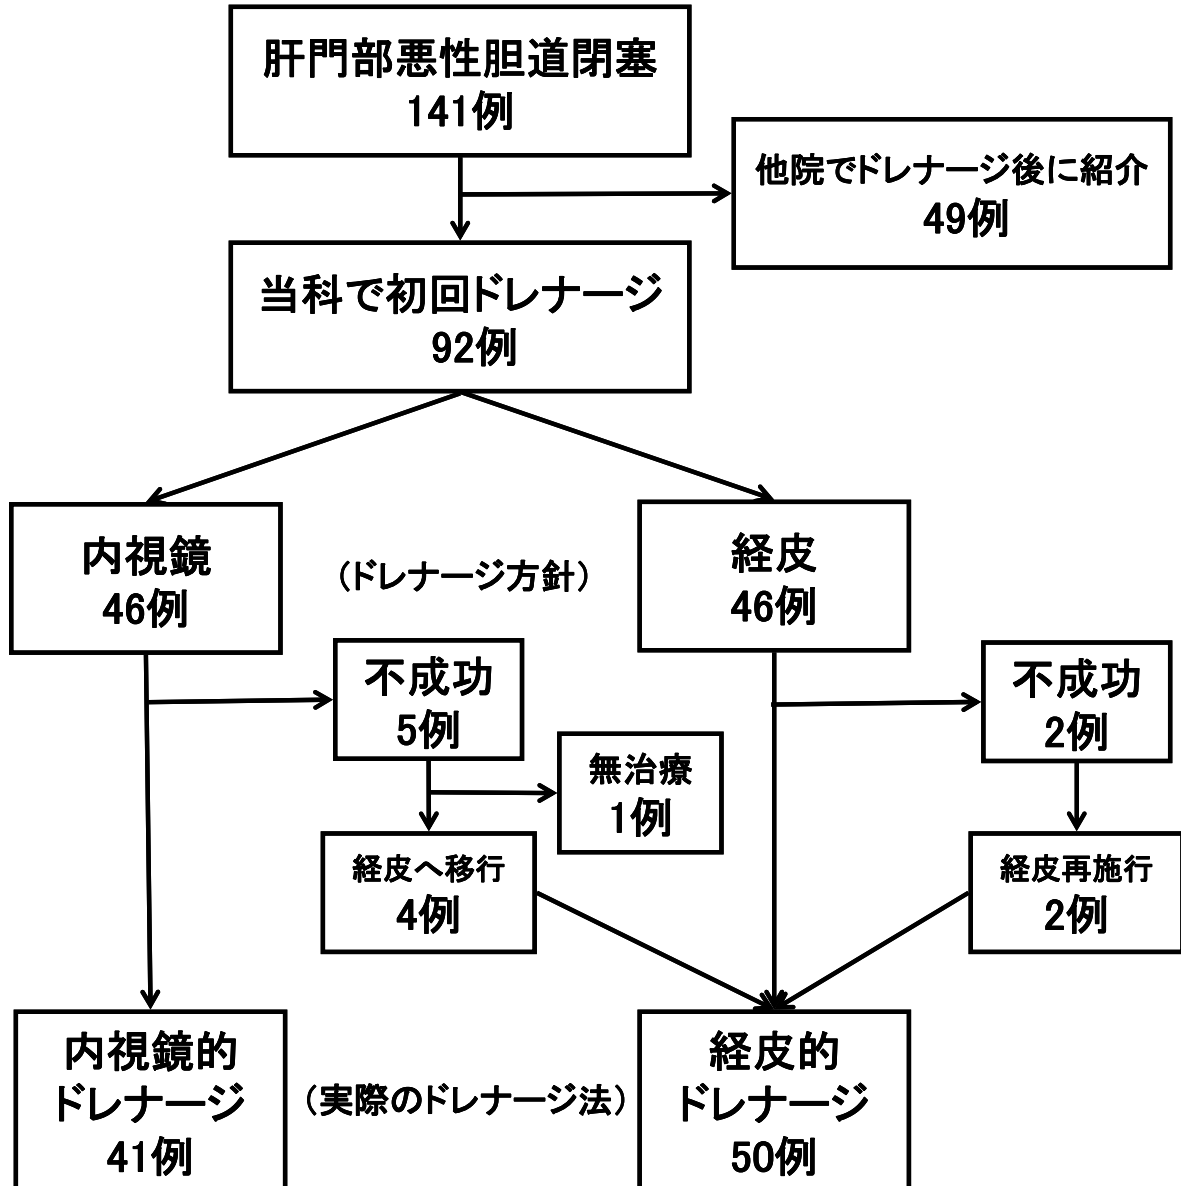 肝門部悪性胆道閉塞
141例
他院でドレナージ後に紹介
49例
当科で初回ドレナージ
92例
内視鏡
46例
（ドレナージ方針）
経皮
46例
不成功
5例
不成功
2例
無治療
1例
経皮へ移行
4例
経皮再施行
2例
内視鏡的
ドレナージ
41例
（実際のドレナージ法）
経皮的
ドレナージ
50例